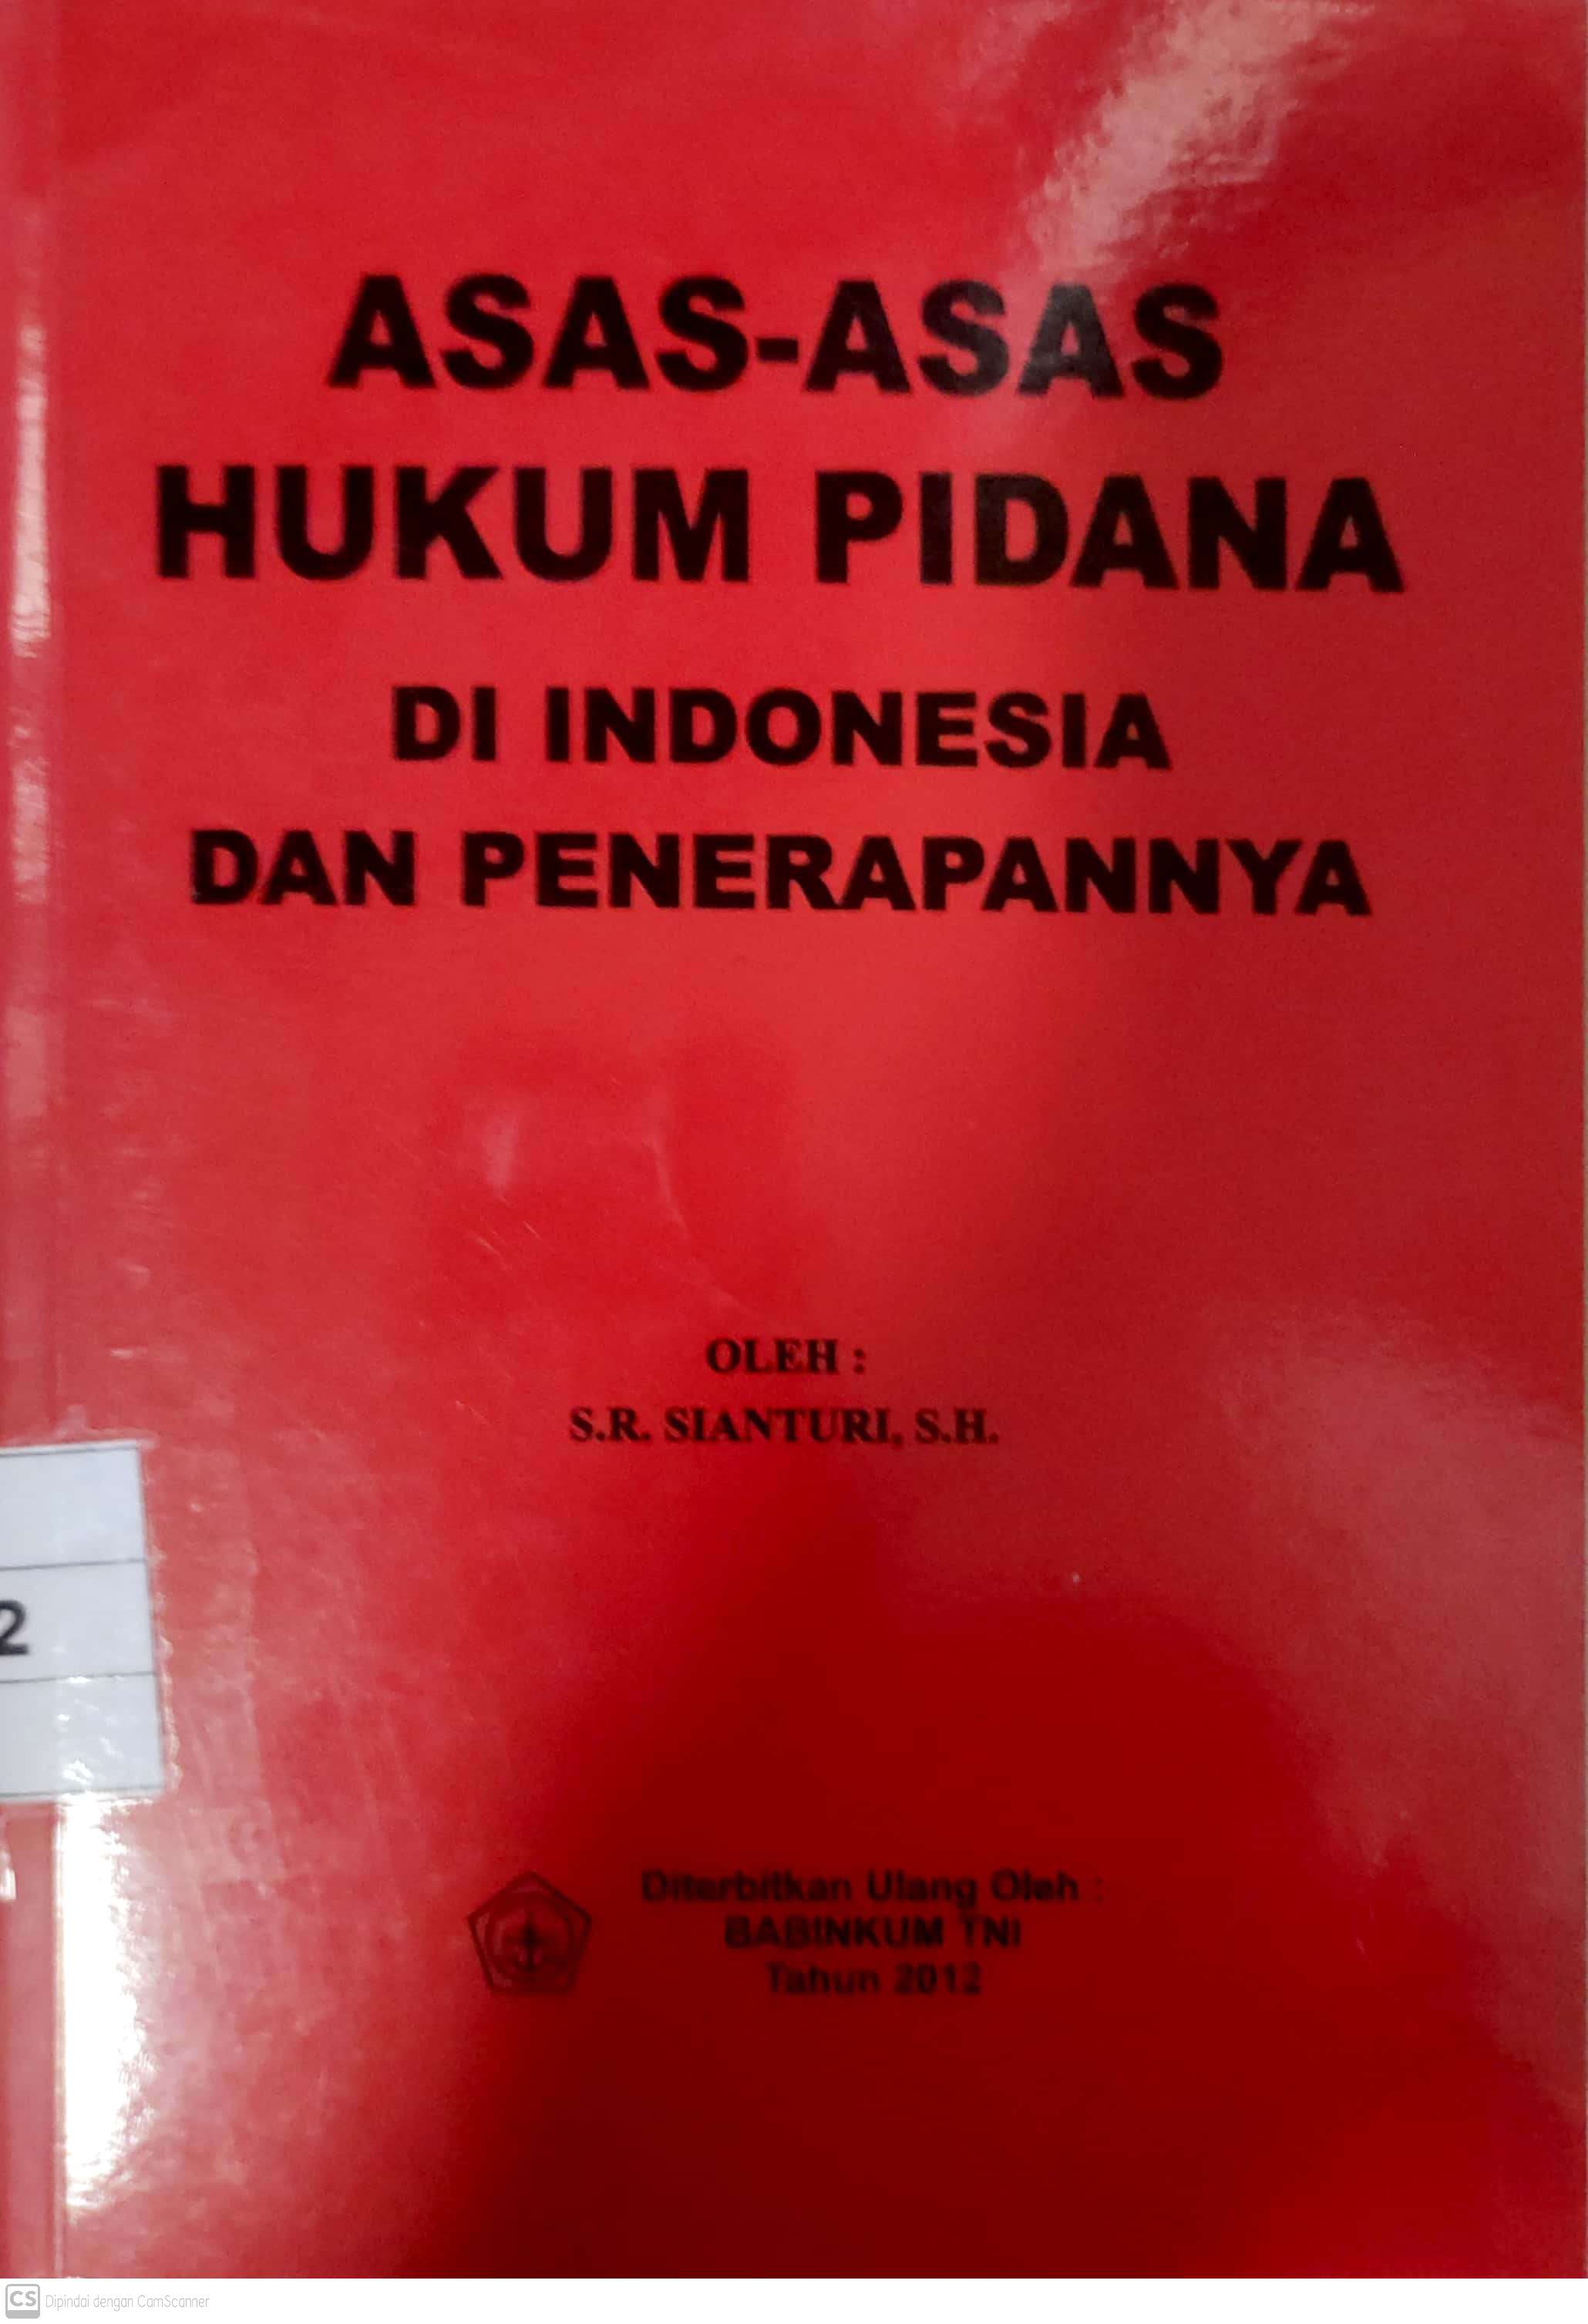 ASAS-ASAS
HUKUM PIDANA
DI INDONESIA
DAN PENERAPANNYA
OLEH :
S.R. SIANTURI, S.H.
2
Diterbitkan Ulang Oleh :
BABINKUM TNI
Tahun 2012
CS Dipindai dengan CamScanner